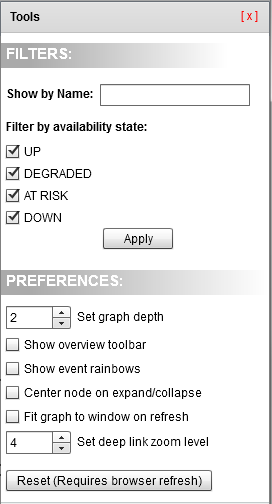 Tools [x]
FILTERS:
Show by Name:
Filter by availability state:
UP
DEGRADED
AT RISK
DOWN
Apply
PREFERENCES:
2 Set graph depth
Show overview toolbar
Show event rainbows
Center node on expand/collapse
Fit graph to window on refresh
4 Set deep link zoom level
Reset (Requires browser refresh)